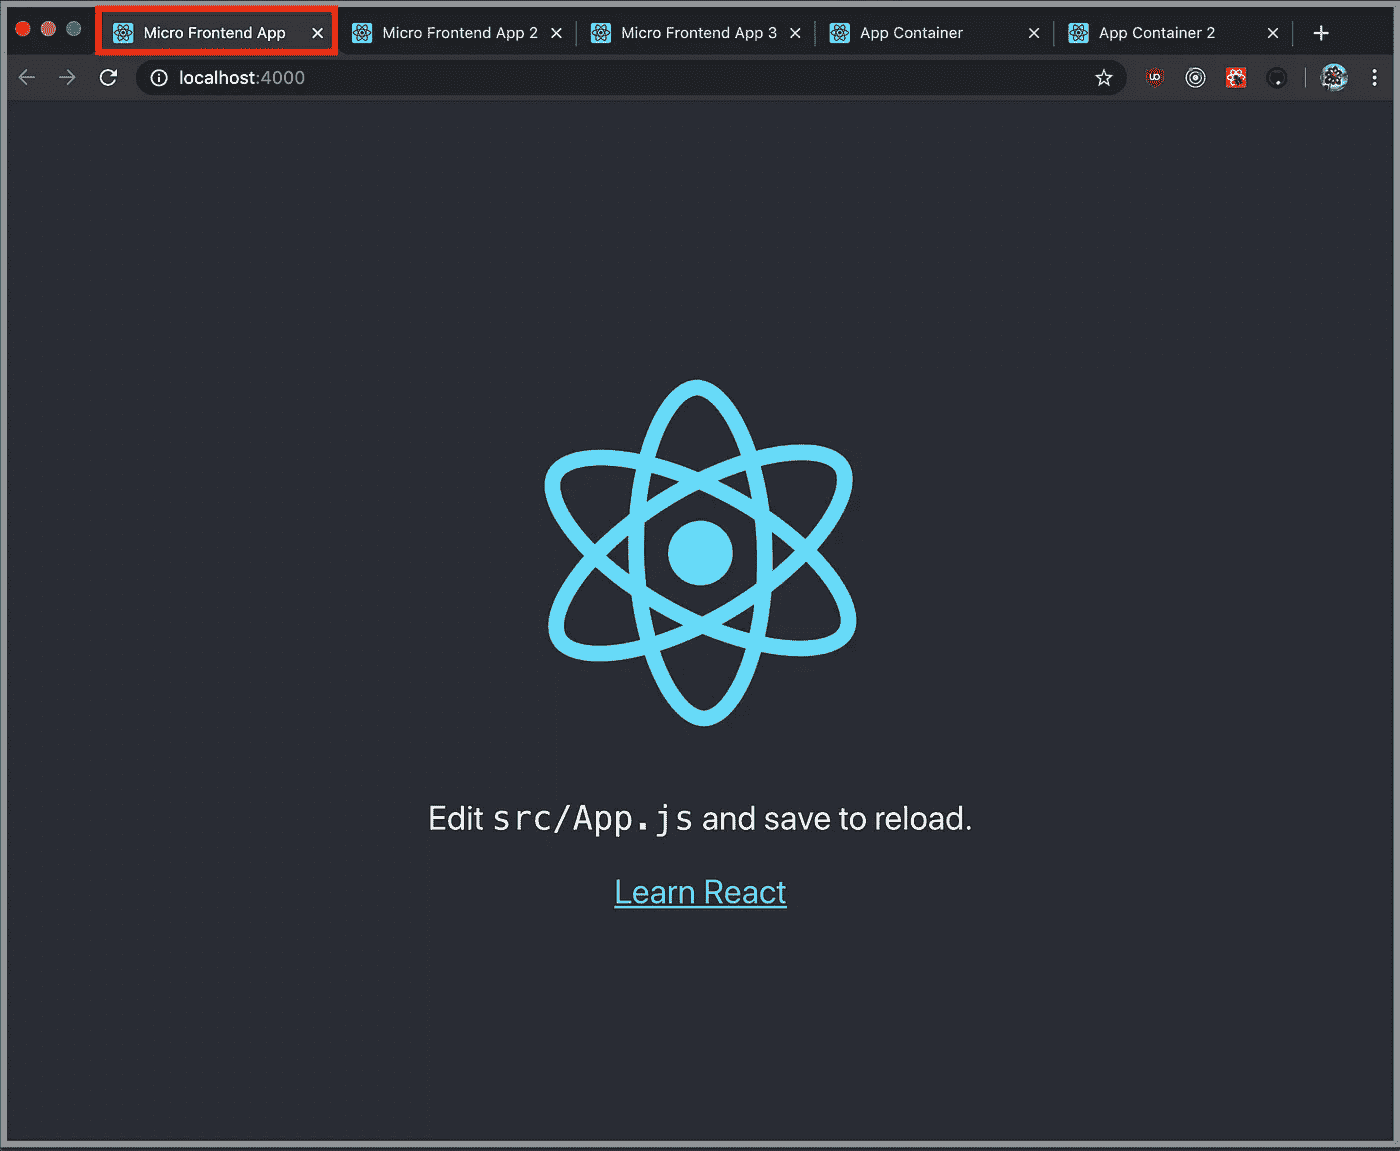 Micro Frontend App
Micro Frontend App 2
Micro Frontend App 3
App Container
App Container 2
localhost:4000
Edit src/App.js and save to reload.
Learn React